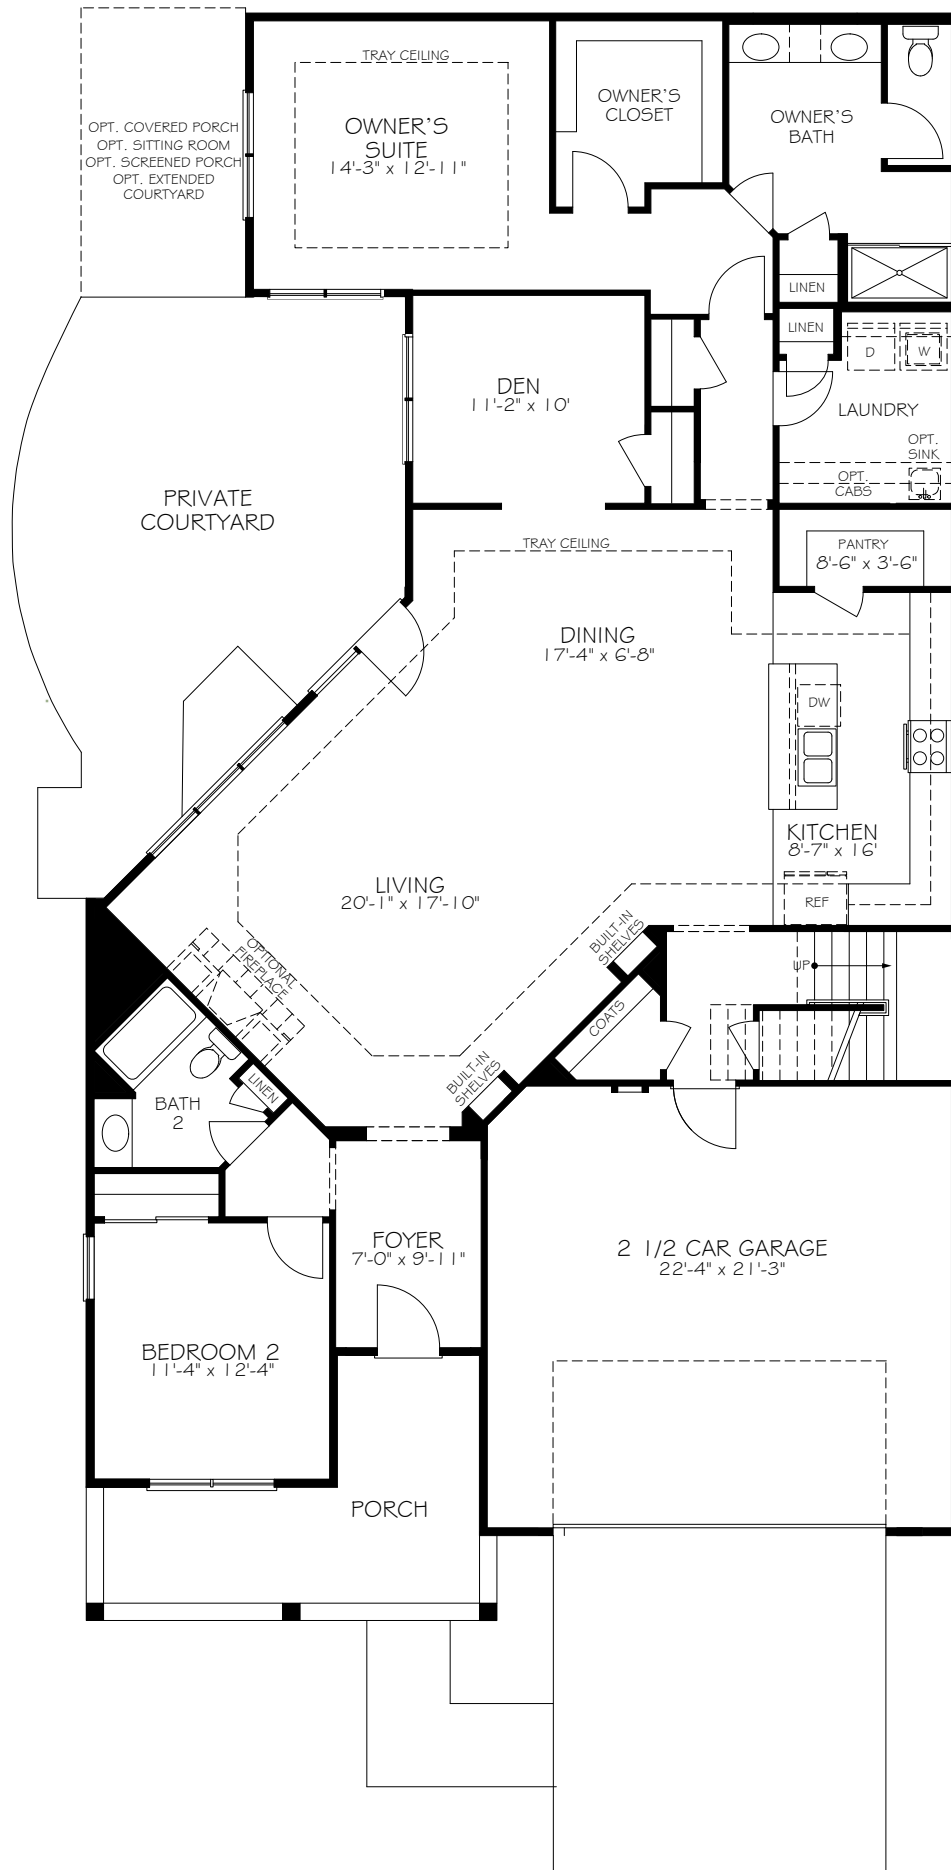 TRAY CEILING
OWNER'S
SUITE
14'-3" x 12'-11"
OWNER'S
CLOSET
OWNER'S
BATH
OPT. COVERED PORCH
OPT. SITTING ROOM
OPT. SCREENED PORCH
OPT. EXTENDED
COURTYARD
LINEN
LINEN
D
W
DEN
11'-2" x 10'
LAUNDRY
OPT.
SINK
OPT.
CABS
PRIVATE
COURTYARD
TRAY CEILING
PANTRY
8'-6" x 3'-6"
DINING
17'-4" x 6'-8"
DW
KITCHEN
8'-7" x 16'
LIVING
20'-1" x 17'-10"
REF
BUILT-IN
SHELVES
OPTIONAL
FIREPLACE
UP
COATS
BUILT-IN
SHELVES
LINEN
BATH
2
FOYER
7'-0" x 9'-11"
2 1/2 CAR GARAGE
22'-4" x 21'-3"
BEDROOM 2
11'-4" x 12'-4"
PORCH